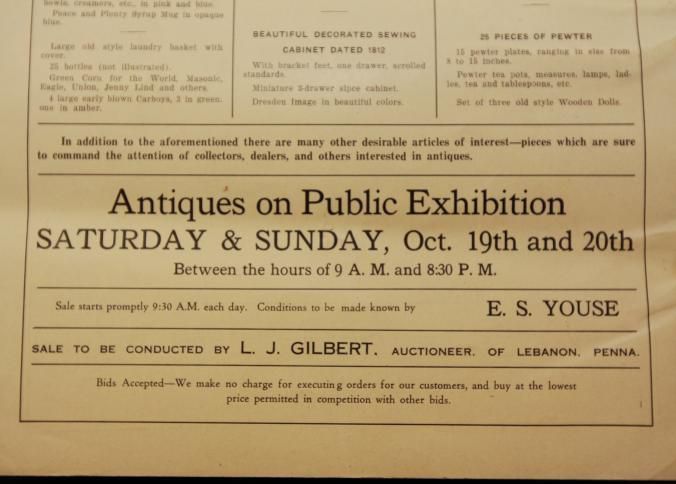 bowls, creamers, etc., in pink and blue.
Peace and Plenty Syrup Mug in opaque
blue.
Large old style laundry basket with
cover.
25 bottles (not illustrated).
Green Corn for the World, Masonic,
Eagle, Union, Jenny Lind and others.
4 large early blown Carboys, 3 in green,
one in amber.
BEAUTIFUL DECORATED SEWING
CABINET DATED 1812
With bracket feet, one drawer, scrolled
standards.
Miniature 3-drawer spice cabinet.
Dresden Image in beautiful colors.
25 PIECES OF PEWTER
15 pewter plates, ranging in size from
8 to 15 inches.
Pewter tea pots, measures, lamps, lad-
les, tea and tablespoons, etc.
Set of three old style Wooden Dolls.
In addition to the aforementioned there are many other desirable articles of interest—pieces which are sure
to command the attention of collectors, dealers, and others interested in antiques.
Antiques on Public Exhibition
SATURDAY & SUNDAY, Oct. 19th and 20th
Between the hours of 9 A. M. and 8:30 P. M.
Sale starts promptly 9:30 A.M. each day. Conditions to be made known by E. S. YOUSE
SALE TO BE CONDUCTED BY L. J. GILBERT, AUCTIONEER, OF LEBANON, PENNA.
Bids Accepted—We make no charge for executing orders for our customers, and buy at the lowest
price permitted in competition with other bids.